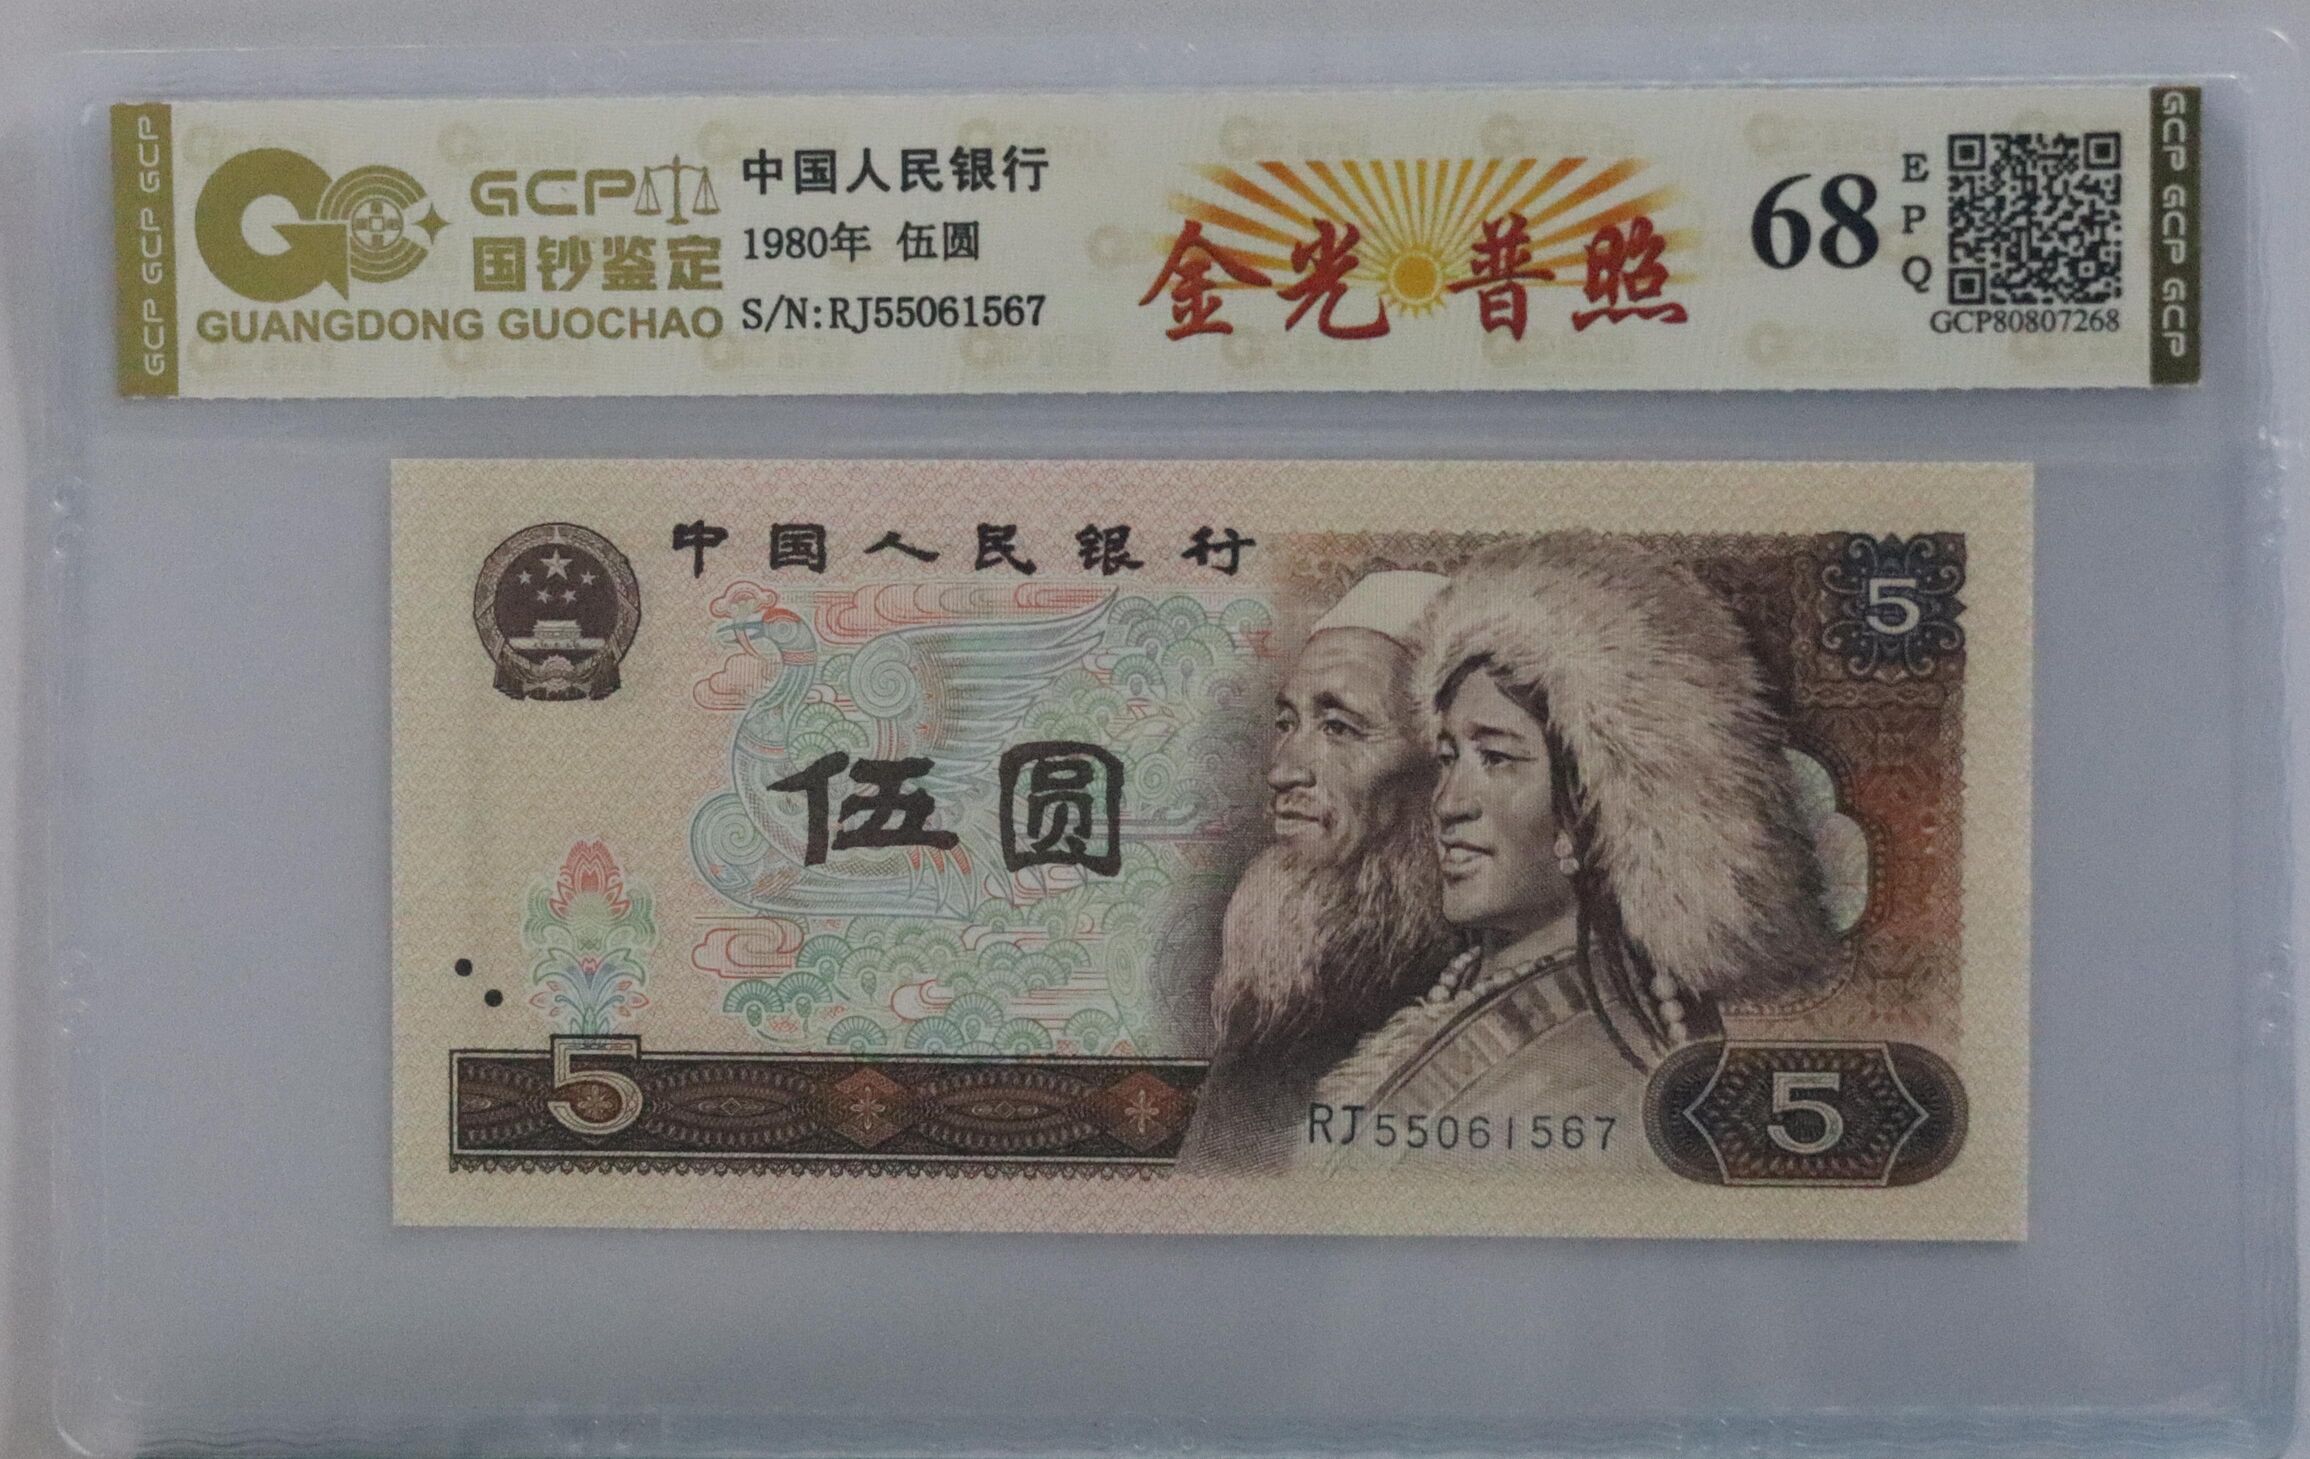 GCP GCP GCP
GCP
国钞鉴定
GUANGDONG GUOCHAO
中国人民银行
1980年 伍圆
S/N:RJ55061567
金光普照
68
EPQ
GCP80807268
GCP GCP GCP
中国人民银行
5
伍圆
5
RJ55061567
5